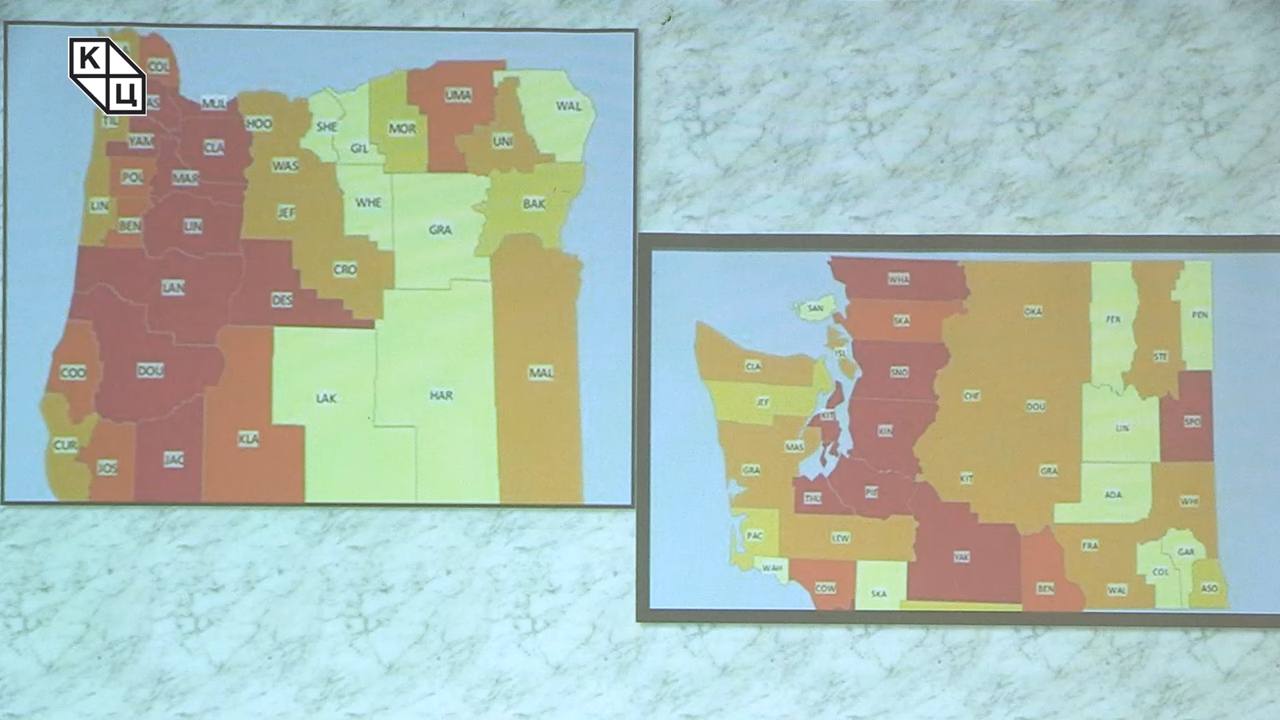 К
Ц
COL
MUL
TIL
YAM
CLA
HOO
SHE
GIL
MOR
UMA
UNI
WAL
POL
MAR
WAS
LIN
BEN
LIN
JEF
WHE
GRA
BAK
LAN
DES
CRO
COO
DOU
LAK
HAR
MAL
CUR
JOS
JAC
KLA
WHA
SAN
SKA
OKA
FER
PEN
ISL
STE
CLA
SNO
JEF
CHE
DOU
KIT
KIN
LIN
SPO
MAS
GRA
KIT
GRA
THU
PIE
ADA
WHI
PAC
LEW
YAK
FRA
GAR
WAH
COL
COW
SKA
BEN
WAL
ASO